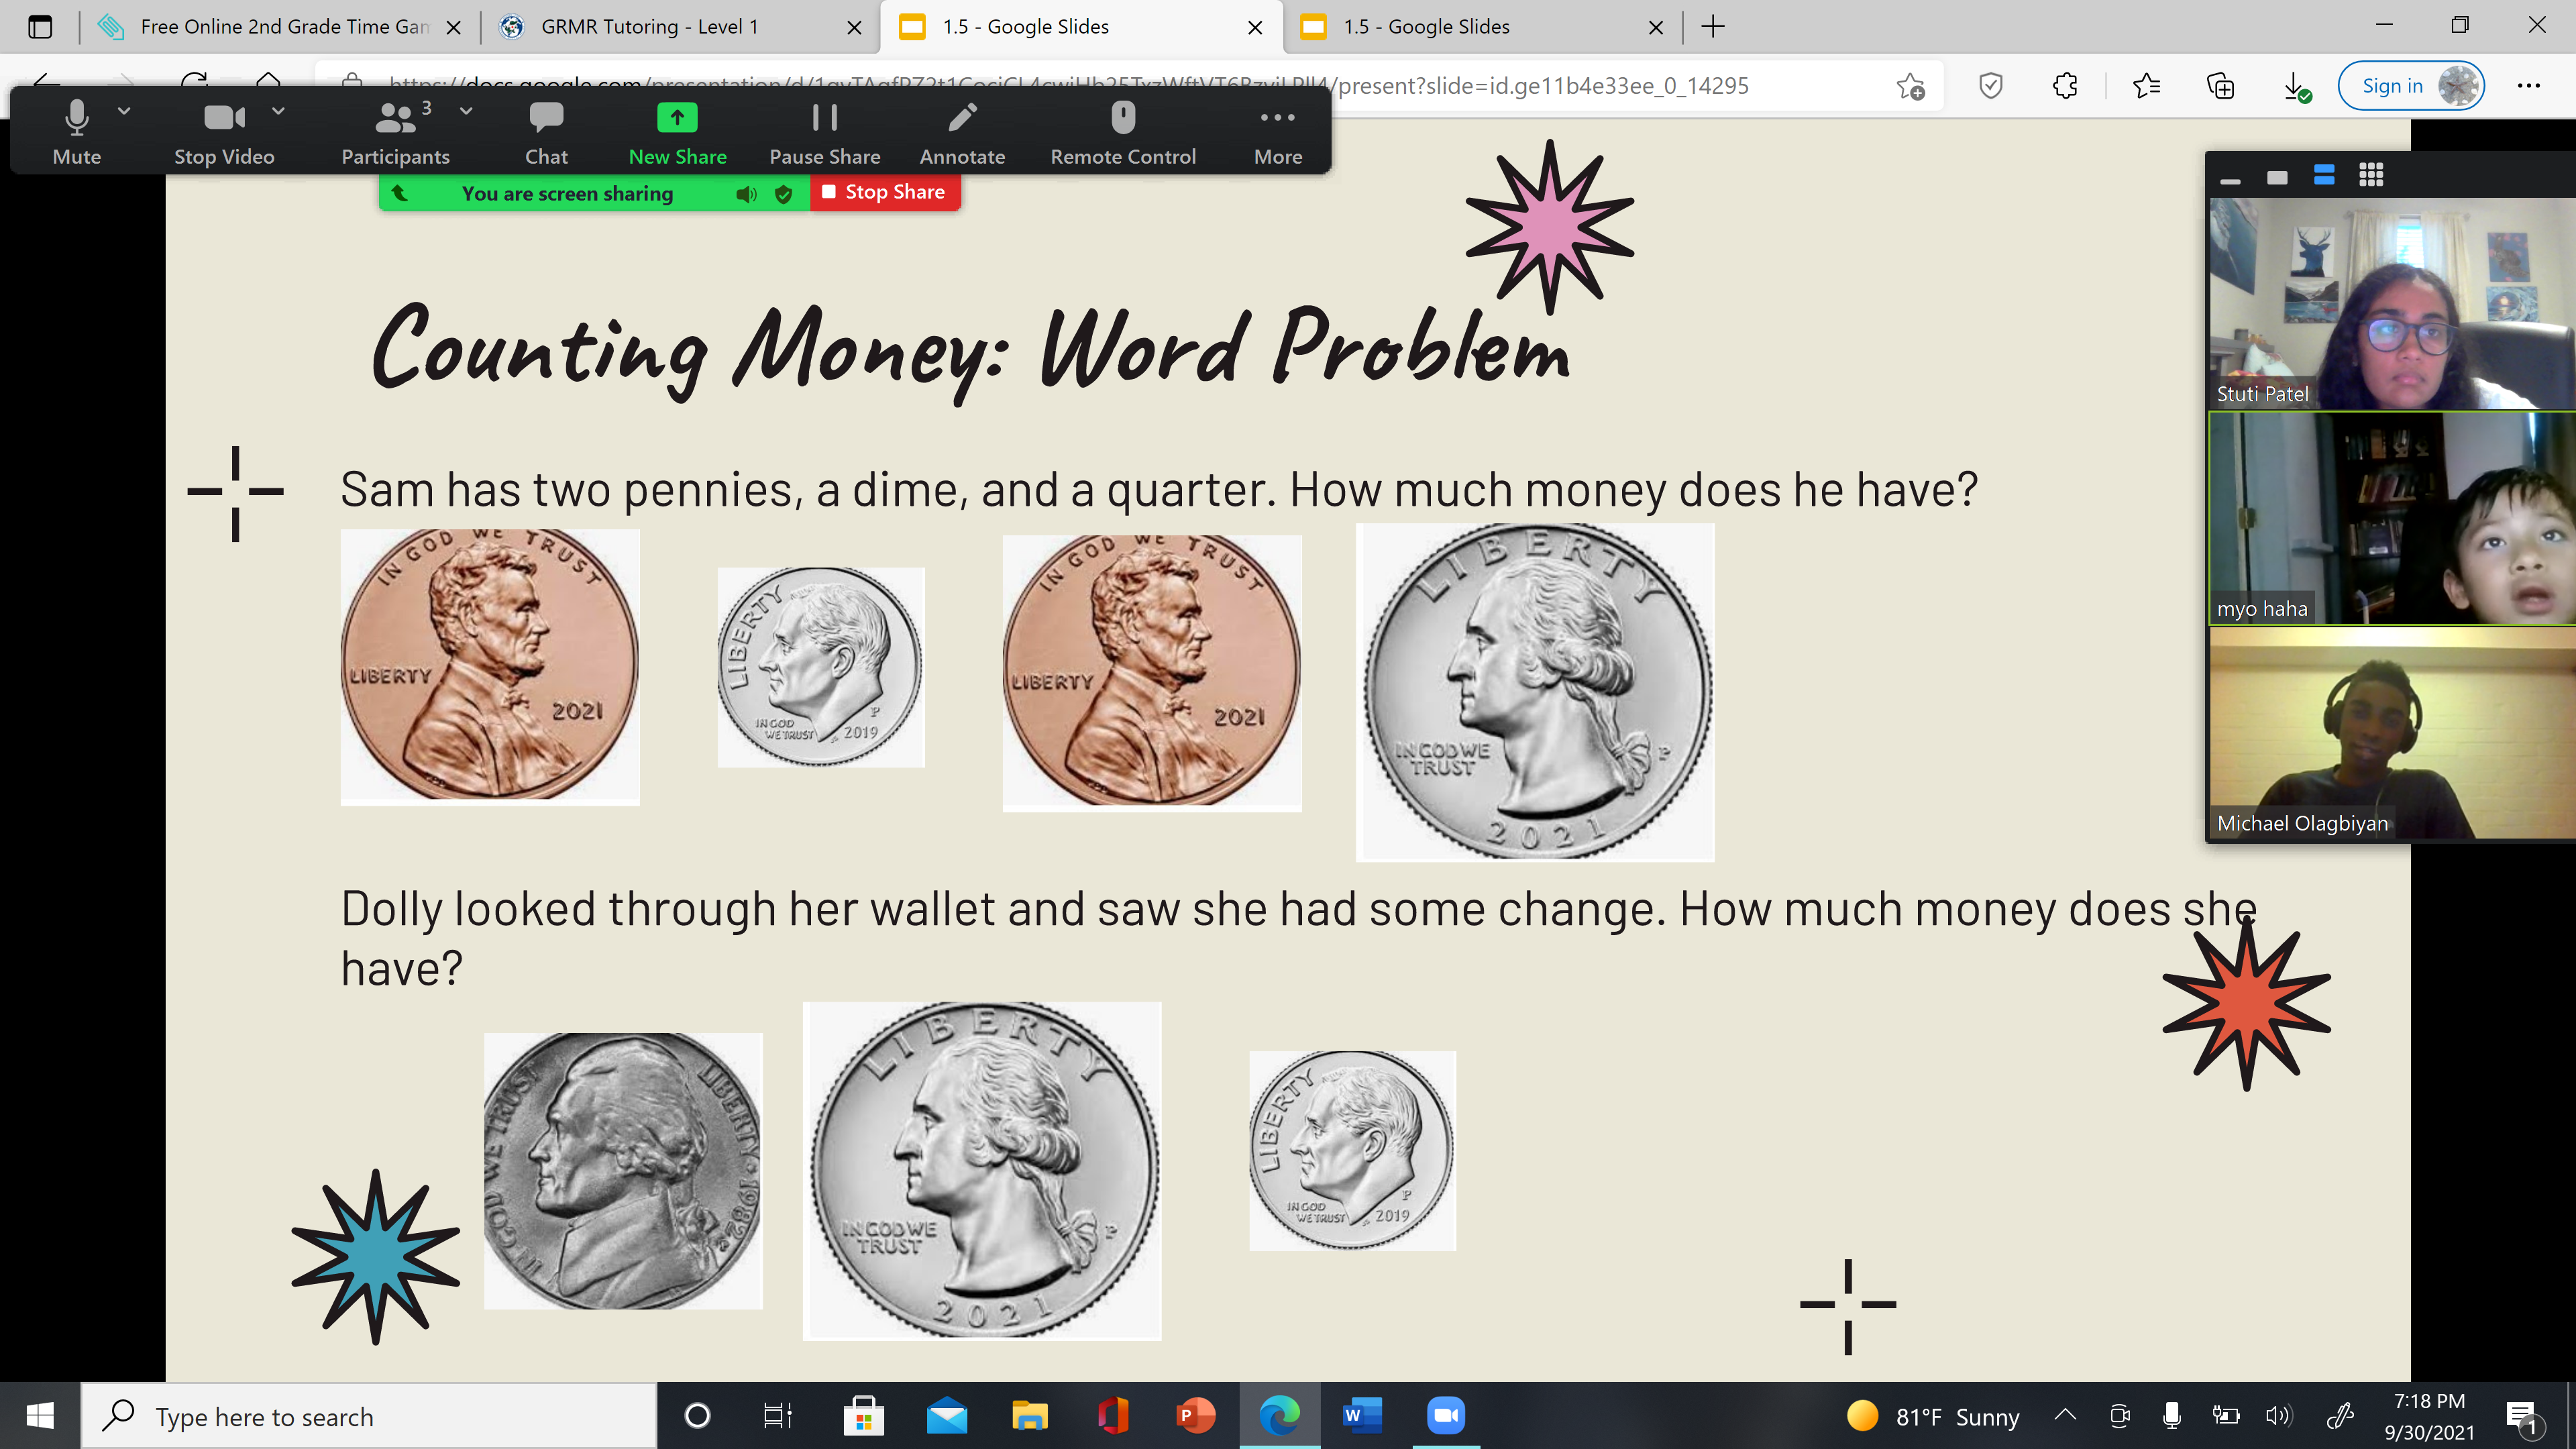 Free Online 2nd Grade Time Gam
GRMR Tutoring - Level 1
1.5 - Google Slides
1.5 - Google Slides
/present?slide=id.ge11b4e33ee_0_14295
Sign in
Mute
Stop Video
3
Participants
Chat
New Share
Pause Share
Annotate
Remote Control
More
You are screen sharing
Stop Share
Counting Money: Word Problem
Sam has two pennies, a dime, and a quarter. How much money does he have?
IN GOD WE TRUST
LIBERTY
2021
LIBERTY
IN GOD
WE TRUST
P
2019
IN GOD WE TRUST
LIBERTY
2021
LIBERTY
IN GOD WE
TRUST
P
2021
Dolly looked through her wallet and saw she had some change. How much money does she
have?
IN GOD WE TRUST
LIBERTY 1982
LIBERTY
IN GOD WE
TRUST
P
2021
LIBERTY
IN GOD
WE TRUST
P
2019
Stuti Patel
myo haha
Michael Olagbiyan
Type here to search
81°F Sunny
7:18 PM
9/30/2021
1